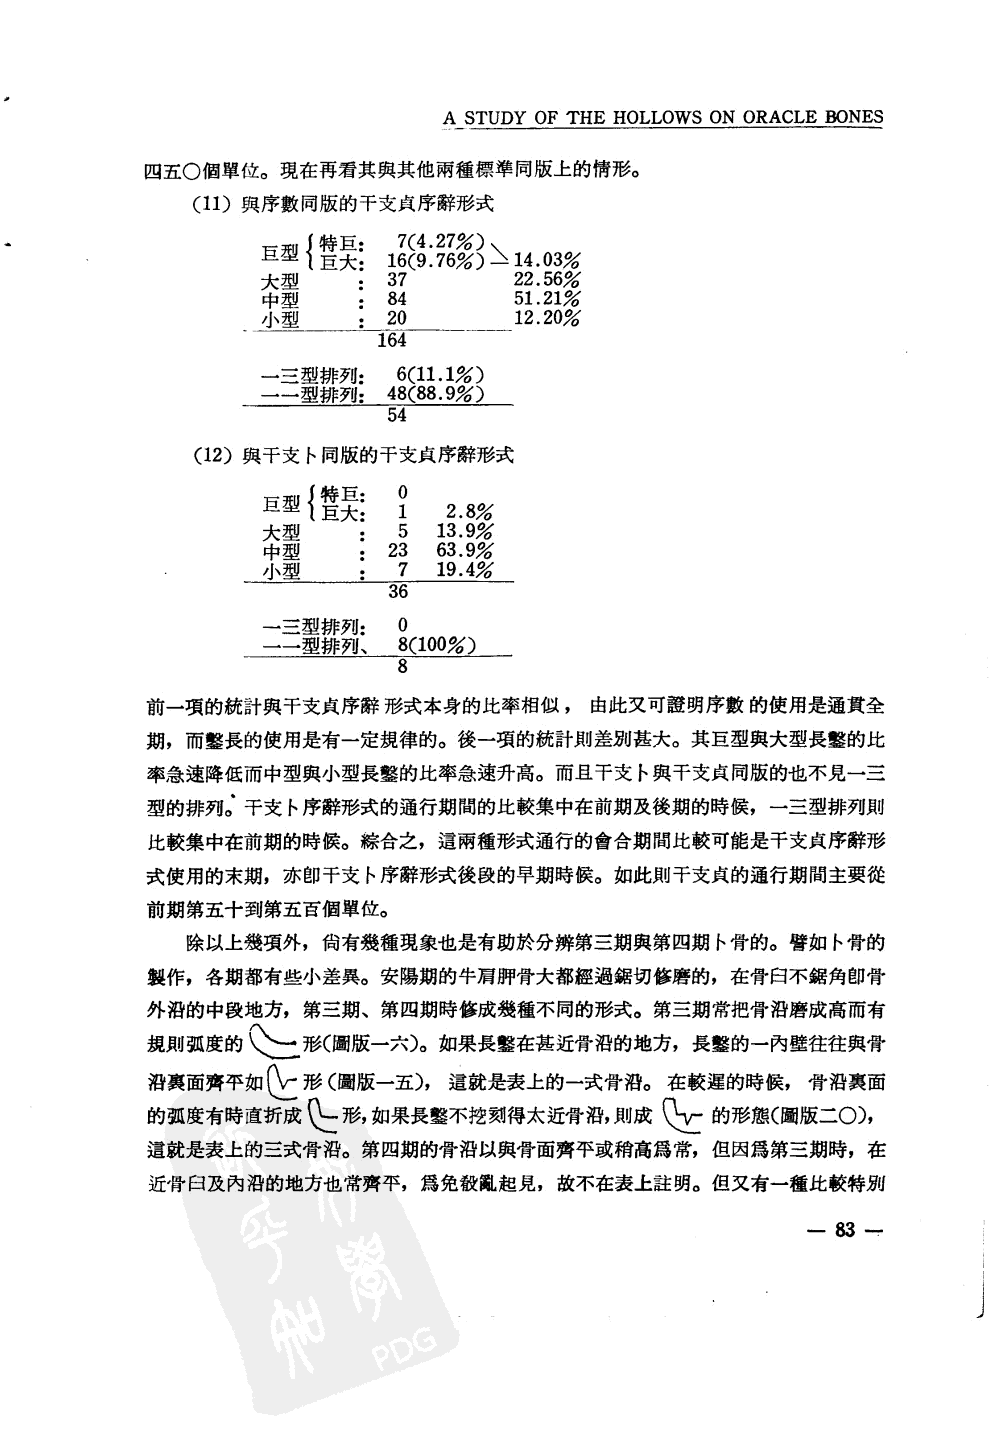 A STUDY OF THE HOLLOWS ON ORACLE BONES
四五〇個單位。現在再看其與其他兩種標準同版上的情形。
(11) 與序數同版的干支貞序辭形式
巨型 { 特巨: 7(4.27%)
巨大: 16(9.76%) 14.03%
大型 : 37 22.56%
中型 : 84 51.21%
小型 : 20 12.20%
164
一三型排列: 6(11.1%)
一一型排列: 48(88.9%)
54
(12) 與干支卜同版的干支貞序辭形式
巨型 { 特巨: 0
巨大: 1 2.8%
大型 : 5 13.9%
中型 : 23 63.9%
小型 : 7 19.4%
36
一三型排列: 0
一一型排列、 8(100%)
8
前一項的統計與干支貞序辭形式本身的比率相似，由此又可證明序數的使用是通貫全
期，而鑿長的使用是有一定規律的。後一項的統計則差別甚大。其巨型與大型長鑿的比
率急速降低而中型與小型長鑿的比率急速升高。而且干支卜與干支貞同版的也不見一三
型的排列。干支卜序辭形式的通行期間的比較集中在前期及後期的時候，一三型排列則
比較集中在前期的時候。綜合之，這兩種形式通行的會合期間比較可能是干支貞序辭形
式使用的末期，亦卽干支卜序辭形式後段的早期時候。如此則干支貞的通行期間主要從
前期第五十到第五百個單位。
除以上幾項外，尙有幾種現象也是有助於分辨第三期與第四期卜骨的。譬如卜骨的
製作，各期都有些小差異。安陽期的牛肩胛骨大都經過鋸切修磨的，在骨臼不鋸角卽骨
外沿的中段地方，第三期、第四期時修成幾種不同的形式。第三期常把骨沿磨成高而有
規則弧度的 形(圖版一六)。如果長鑿在甚近骨沿的地方，長鑿的一內壁往往與骨
沿裏面齊平如 形(圖版一五)，這就是表上的一式骨沿。在較遲的時候，骨沿裏面
的弧度有時直折成 形，如果長鑿不挖刻得太近骨沿，則成 的形態(圖版二〇)，
這就是表上的三式骨沿。第四期的骨沿以與骨面齊平或稍高爲常，但因爲第三期時，在
近骨臼及內沿的地方也常齊平，爲免殽亂起見，故不在表上註明。但又有一種比較特別
— 83 —
PDG